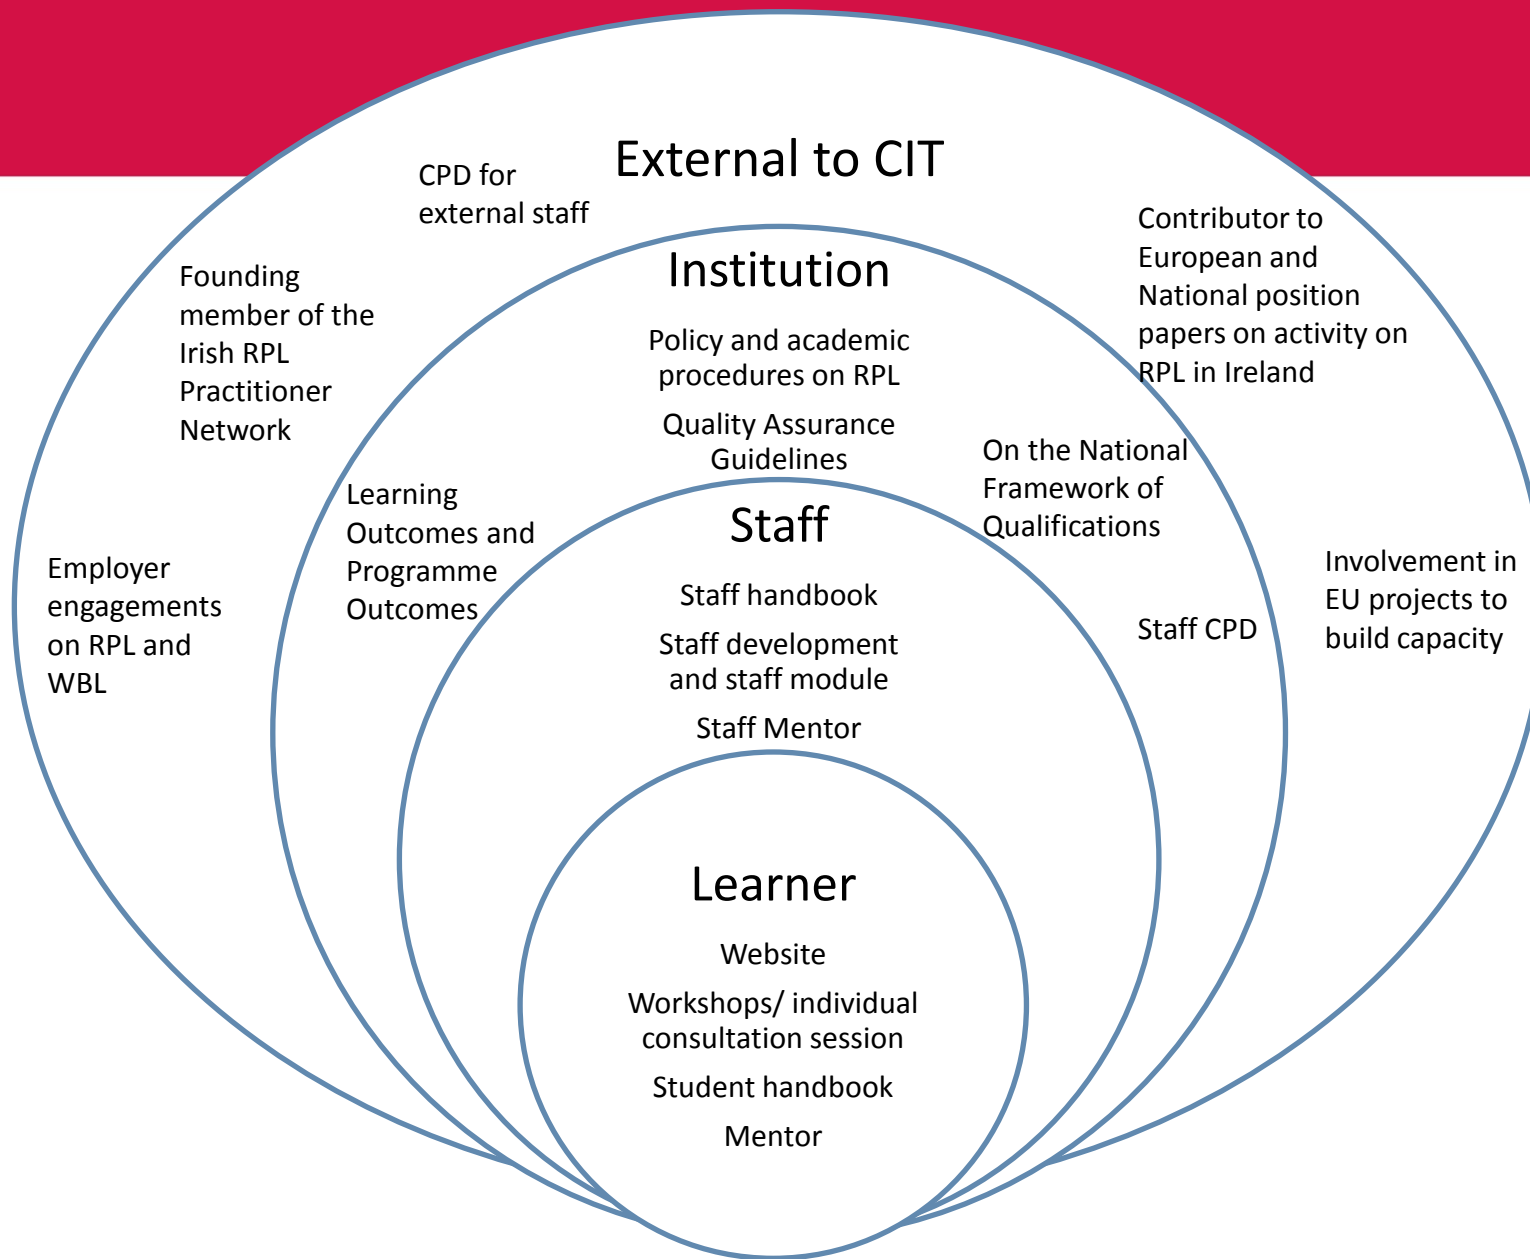 External to CIT
CPD for
external staff
Founding
member of the
Irish RPL
Practitioner
Network
Employer
engagements
on RPL and
WBL
Contributor to
European and
National position
papers on activity on
RPL in Ireland
Involvement in
EU projects to
build capacity
Institution
Policy and academic
procedures on RPL
Quality Assurance
Guidelines
Learning
Outcomes and
Programme
Outcomes
On the National
Framework of
Qualifications
Staff CPD
Staff
Staff handbook
Staff development
and staff module
Staff Mentor
Learner
Website
Workshops/ individual
consultation session
Student handbook
Mentor